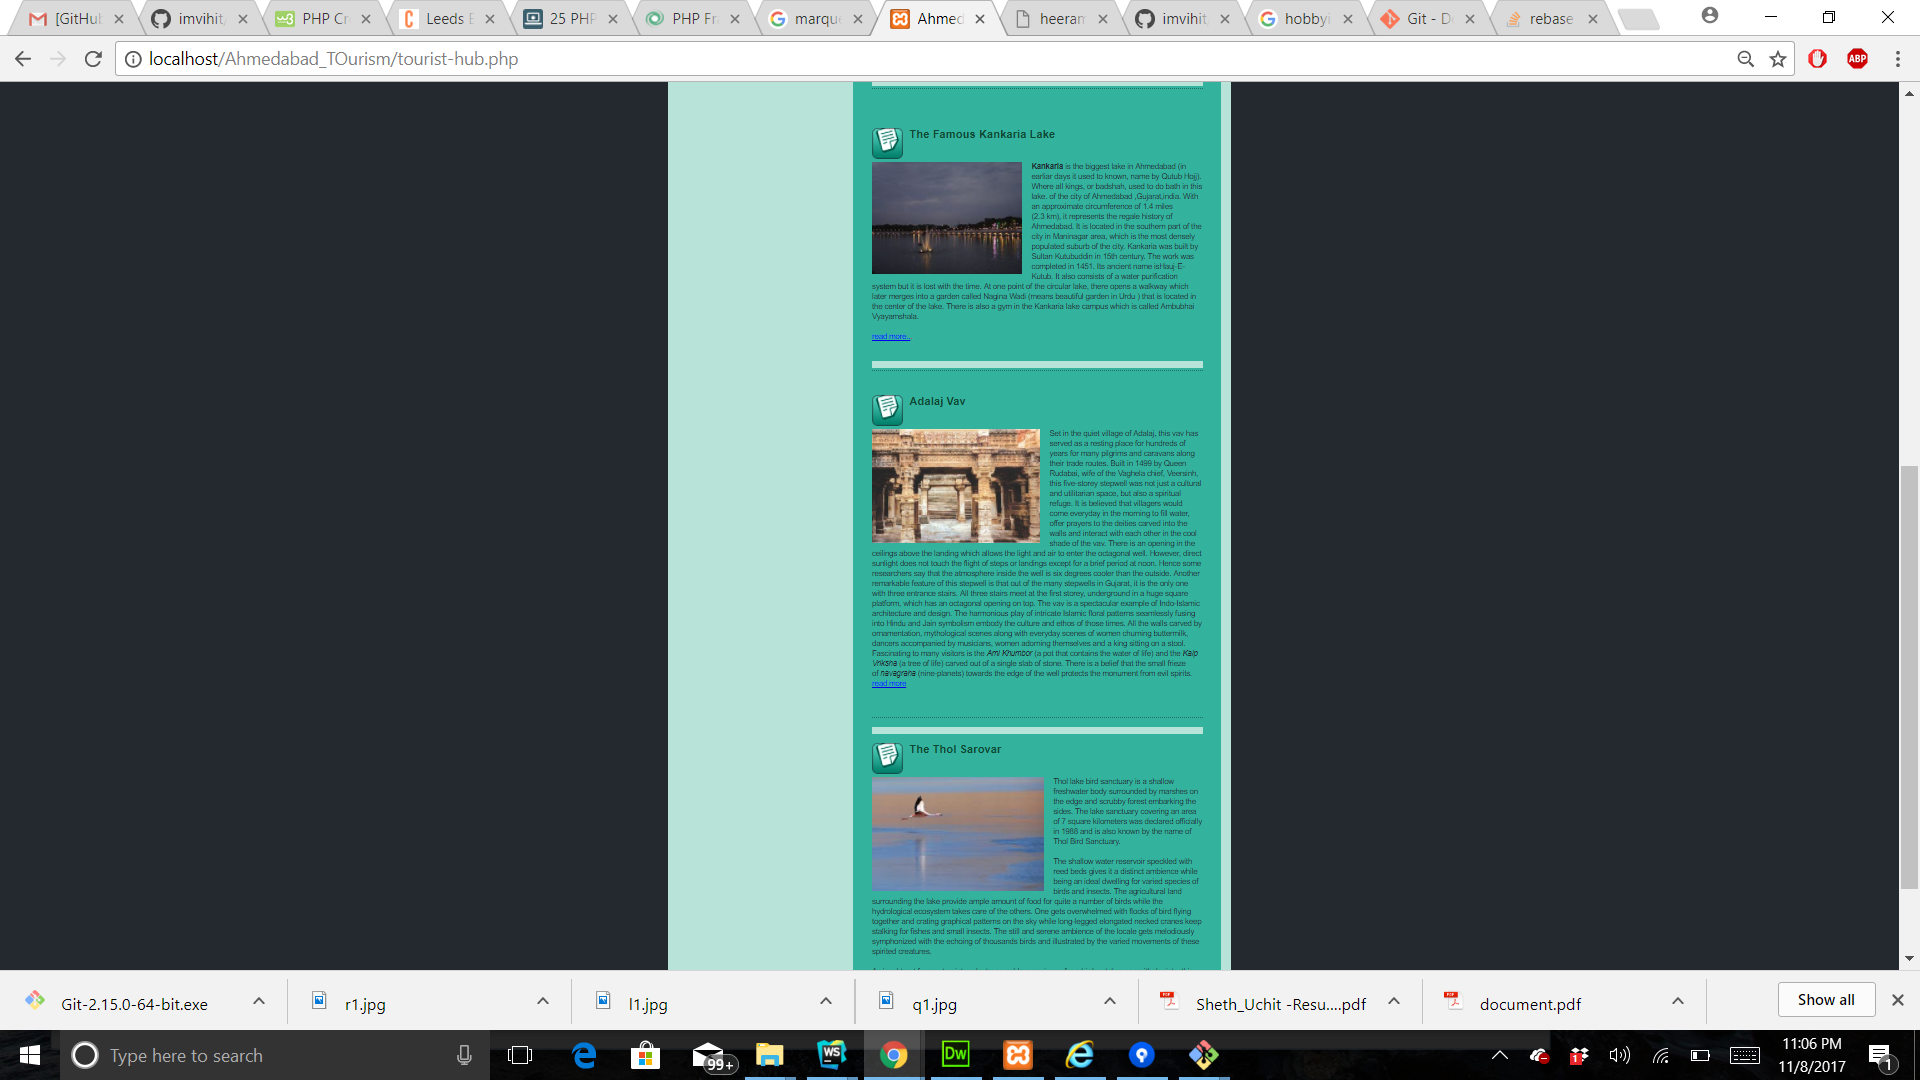 [GitHub
imvihit
PHP Cr
Leeds B
25 PHP
PHP Fr
marque
Ahmed
heeran
imvihit
hobbyi
Git - D
rebase
localhost/Ahmedabad_TOurism/tourist-hub.php
ABP
The Famous Kankaria Lake
Kankaria is the biggest lake in Ahmedabad (in
earliar days it used to known, name by Qutub Hojj).
Where all kings, or badshah, used to do bath in this
lake. of the city of Ahmedabad ,Gujarat,india. With
an approximate circumference of 1.4 miles
(2.3 km), it represents the regale history of
Ahmedabad. It is located in the southern part of the
city in Maninagar area, which is the most densely
populated suburb of the city. Kankaria was built by
Sultan Kutubuddin in 15th century. The work was
completed in 1451. Its ancient name isHauj-E-
Kutub. It also consists of a water purification
system but it is lost with the time. At one point of the circular lake, there opens a walkway which
later merges into a garden called Nagina Wadi (means beautiful garden in Urdu ) that is located in
the center of the lake. There is also a gym in the Kankaria lake campus which is called Ambubhai
Vyayamshala.
read more..
Adalaj Vav
Set in the quiet village of Adalaj, this vav has
served as a resting place for hundreds of
years for many pilgrims and caravans along
their trade routes. Built in 1499 by Queen
Rudabai, wife of the Vaghela chief, Veersinh,
this five-storey stepwell was not just a cultural
and utilitarian space, but also a spiritual
refuge. It is believed that villagers would
come everyday in the morning to fill water,
offer prayers to the deities carved into the
walls and interact with each other in the cool
shade of the vav. There is an opening in the
ceilings above the landing which allows the light and air to enter the octagonal well. However, direct
sunlight does not touch the flight of steps or landings except for a brief period at noon. Hence some
researchers say that the atmosphere inside the well is six degrees cooler than the outside. Another
remarkable feature of this stepwell is that out of the many stepwells in Gujarat, it is the only one
with three entrance stairs. All three stairs meet at the first storey, underground in a huge square
platform, which has an octagonal opening on top. The vav is a spectacular example of Indo-Islamic
architecture and design. The harmonious play of intricate Islamic floral patterns seamlessly fusing
into Hindu and Jain symbolism embody the culture and ethos of those times. All the walls carved by
ornamentation, mythological scenes along with everyday scenes of women churning buttermilk,
dancers accompanied by musicians, women adorning themselves and a king sitting on a stool.
Fascinating to many visitors is the Ami Khumbor (a pot that contains the water of life) and the Kalp
Vriksha (a tree of life) carved out of a single slab of stone. There is a belief that the small frieze
of navagraha (nine-planets) towards the edge of the well protects the monument from evil spirits.
read more
The Thol Sarovar
Thol lake bird sanctuary is a shallow
freshwater body surrounded by marshes on
the edge and scrubby forest embarking the
sides. The lake sanctuary covering an area
of 7 square kilometers was declared officially
in 1988 and is also known by the name of
Thol Bird Sanctuary.
The shallow water reservoir speckled with
reed beds gives it a distinct ambience while
being an ideal dwelling for varied species of
birds and insects. The agricultural land
surrounding the lake provide ample amount of food for quite a number of birds while the
hydrological ecosystem takes care of the others. One gets overwhelmed with flocks of bird flying
together and crating graphical patterns on the sky while long-legged elongated necked cranes keep
stalking for fishes and small insects. The still and serene ambience of the locale gets melodiously
symphonized with the echoing of thousands birds and illustrated by the varied movements of these
spirited creatures.
Git-2.15.0-64-bit.exe
r1.jpg
l1.jpg
q1.jpg
Sheth_Uchit -Resu....pdf
document.pdf
Show all
Type here to search
99+
WS
Dw
1
11:06 PM
11/8/2017
1